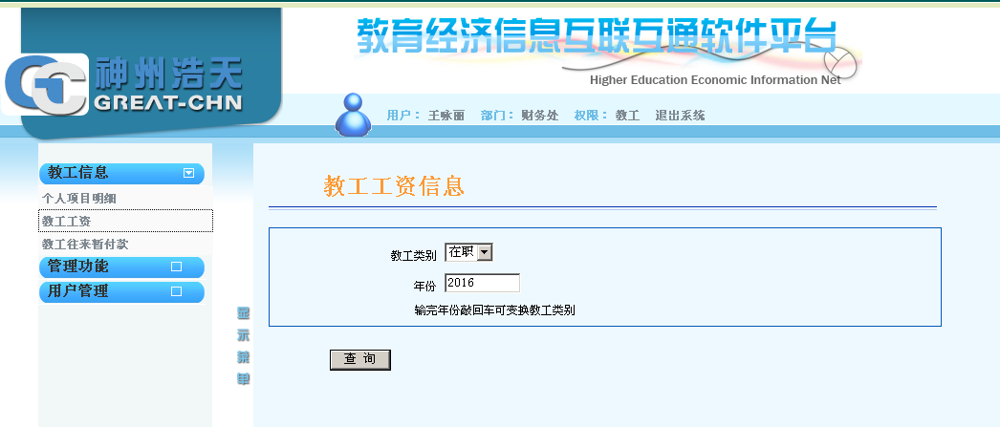 教育经济信息互联互通软件平台
神州浩天
GREAT-CHN
Higher Education Economic Information Net
用户： 王咏丽 部门： 财务处 权限： 教工 退出系统
教工信息
个人项目明细
教工工资
教工往来暂付款
管理功能
用户管理
显示菜单
教工工资信息
教工类别 在职
年份 2016
输完年份敲回车可变换教工类别
查 询